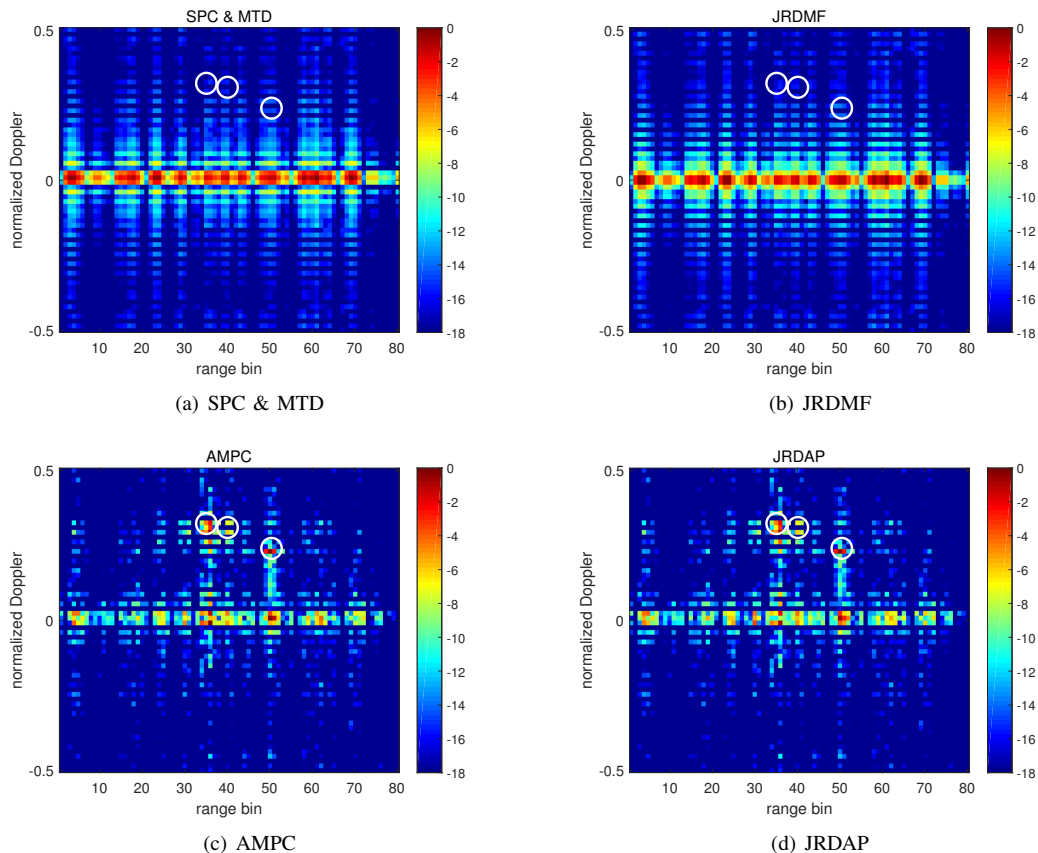 SPC & MTD
0.5
0
-0.5
normalized Doppler
10 20 30 40 50 60 70 80
range bin
0
-2
-4
-6
-8
-10
-12
-14
-16
-18
(a) SPC & MTD
JRDMF
0.5
0
-0.5
normalized Doppler
10 20 30 40 50 60 70 80
range bin
0
-2
-4
-6
-8
-10
-12
-14
-16
-18
(b) JRDMF
AMPC
0.5
0
-0.5
normalized Doppler
10 20 30 40 50 60 70 80
range bin
0
-2
-4
-6
-8
-10
-12
-14
-16
-18
(c) AMPC
JRDAP
0.5
0
-0.5
normalized Doppler
10 20 30 40 50 60 70 80
range bin
0
-2
-4
-6
-8
-10
-12
-14
-16
-18
(d) JRDAP